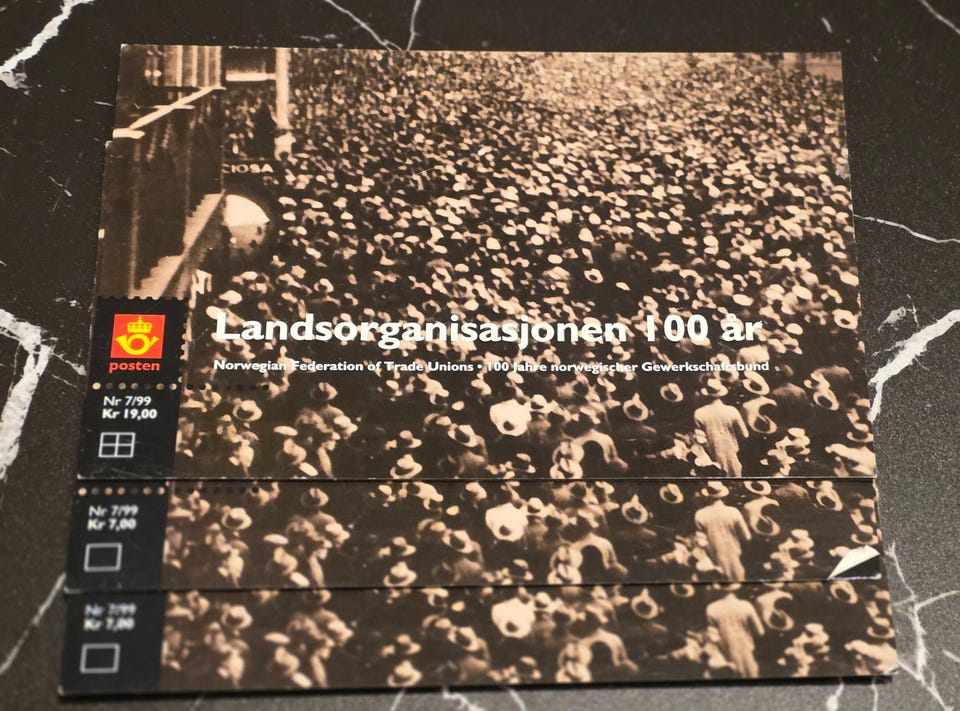 CIOSA
Landsorganisasjonen 100 år
Norwegian Federation of Trade Unions • 100 Jahre norwegischer Gewerkschaftsbund
posten
Nr 7/99
Kr 19,00
Nr 7/99
Kr 7,00
Nr 7/99
Kr 7,00